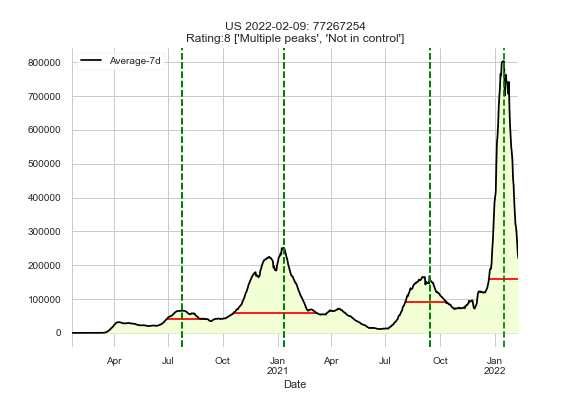 US 2022-02-09: 77267254
Rating:8 ['Multiple peaks', 'Not in control']
Average-7d
800000
700000
600000
500000
400000
300000
200000
100000
0
Apr Jul Oct Jan Apr Jul Oct Jan
2021 2022
Date